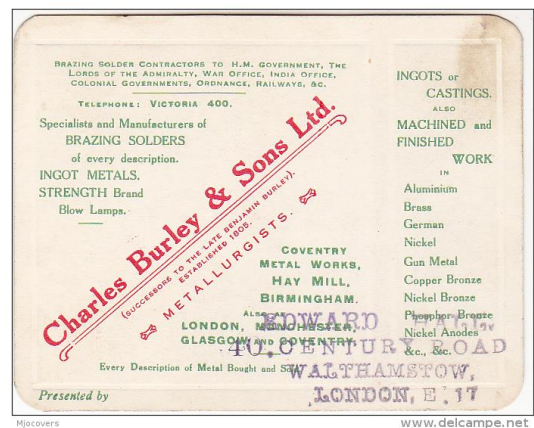 BRAZING SOLDER CONTRACTORS TO H.M. GOVERNMENT, THE
LORDS OF THE ADMIRALTY, WAR OFFICE, INDIA OFFICE,
COLONIAL GOVERNMENTS, ORDNANCE, RAILWAYS, &c.
TELEPHONE: VICTORIA 400.
Specialists and Manufacturers of
BRAZING SOLDERS
of every description.
INGOT METALS.
STRENGTH Brand
Blow Lamps.
Charles Burley & Sons Ltd.
(SUCCESSORS TO THE LATE BENJAMIN BURLEY).
ESTABLISHED 1805.
METALLURGISTS.
COVENTRY
METAL WORKS,
HAY MILL,
BIRMINGHAM.
ALSO
LONDON, MANCHESTER,
GLASGOW AND COVENTRY.
Every Description of Metal Bought and Sold
Presented by
INGOTS or
CASTINGS.
ALSO
MACHINED and
FINISHED
WORK
IN
Aluminium
Brass
German
Nickel
Gun Metal
Copper Bronze
Nickel Bronze
Phosphor Bronze
Nickel Anodes
&c., &c.
EDWARD
40, CENTURY ROAD
WALTHAMSTOW,
LONDON, E. 17
Mjcovers
delcampe.net